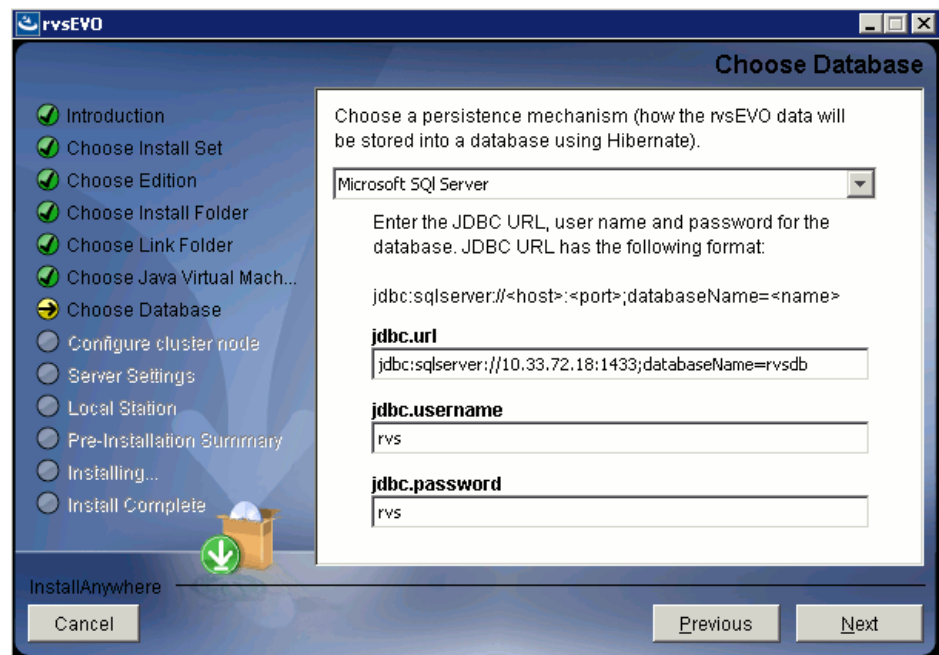 rvsEVO
Choose Database
Introduction
Choose Install Set
Choose Edition
Choose Install Folder
Choose Link Folder
Choose Java Virtual Mach...
Choose Database
Configure cluster node
Server Settings
Local Station
Pre-Installation Summary
Installing...
Install Complete
Choose a persistence mechanism (how the rvsEVO data will
be stored into a database using Hibernate).
Microsoft SQl Server
Enter the JDBC URL, user name and password for the
database. JDBC URL has the following format:
jdbc:sqlserver://<host>:<port>;databaseName=<name>
jdbc.url
jdbc:sqlserver://10.33.72.18:1433;databaseName=rvsdb
jdbc.username
rvs
jdbc.password
rvs
InstallAnywhere
Cancel
Previous
Next